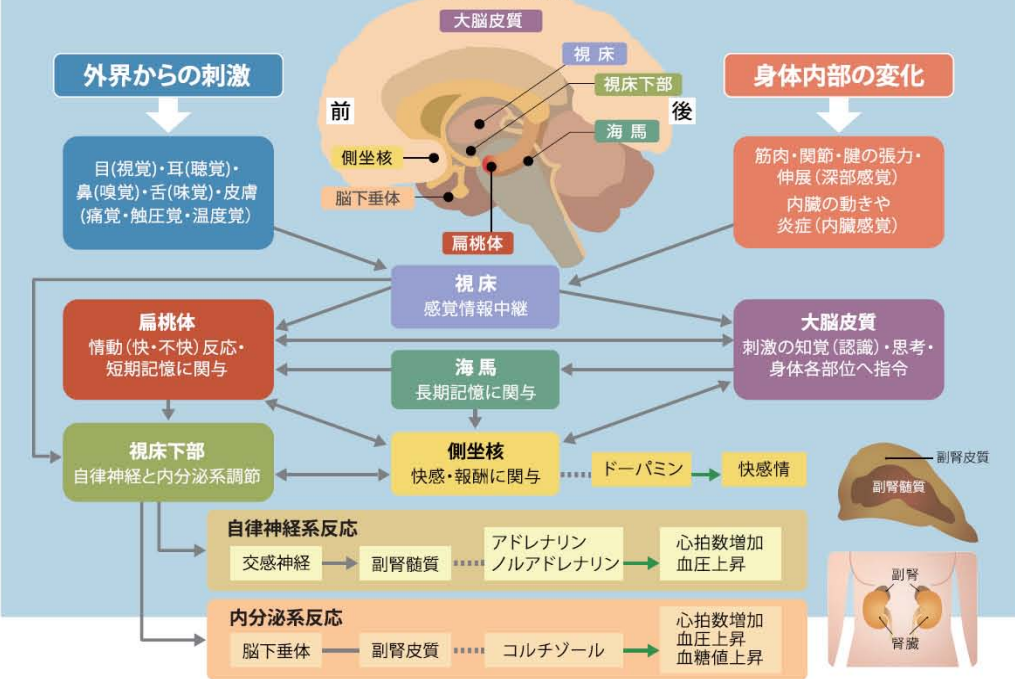 大脳皮質
視床
視床下部
前
後
海馬
側坐核
脳下垂体
扁桃体
外界からの刺激
目(視覚)・耳(聴覚)・
鼻(嗅覚)・舌(味覚)・皮膚
(痛覚・触圧覚・温度覚)
身体内部の変化
筋肉・関節・腱の張力・
伸展(深部感覚)
内臓の動きや
炎症(内臓感覚)
視床
感覚情報中継
扁桃体
情動(快・不快)反応・
短期記憶に関与
大脳皮質
刺激の知覚(認識)・思考・
身体各部位へ指令
海馬
長期記憶に関与
視床下部
自律神経と内分泌系調節
側坐核
快感・報酬に関与
ドーパミン
快感情
副腎皮質
副腎髄質
自律神経系反応
交感神経
副腎髄質
アドレナリン
ノルアドレナリン
心拍数増加
血圧上昇
内分泌系反応
脳下垂体
副腎皮質
コルチゾール
心拍数増加
血圧上昇
血糖値上昇
副腎
腎臓